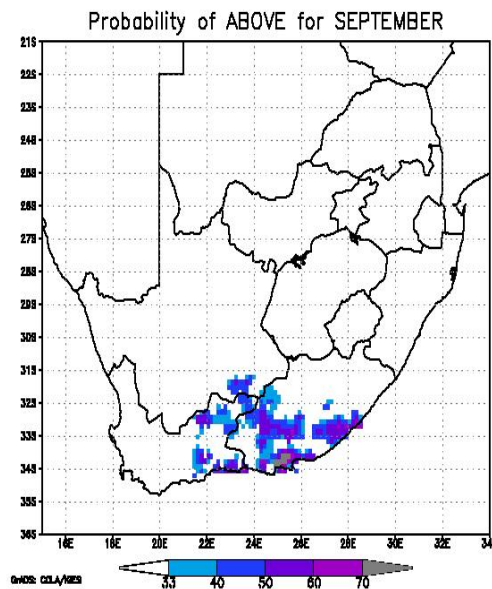 Probability of ABOVE for SEPTEMBER
21S
22S
23S
24S
25S
26S
27S
28S
29S
30S
31S
32S
33S
34S
35S
36S
16E 18E 20E 22E 24E 26E 28E 30E 32E 34E
33 40 50 60 70
GrADS: COLA/IGES